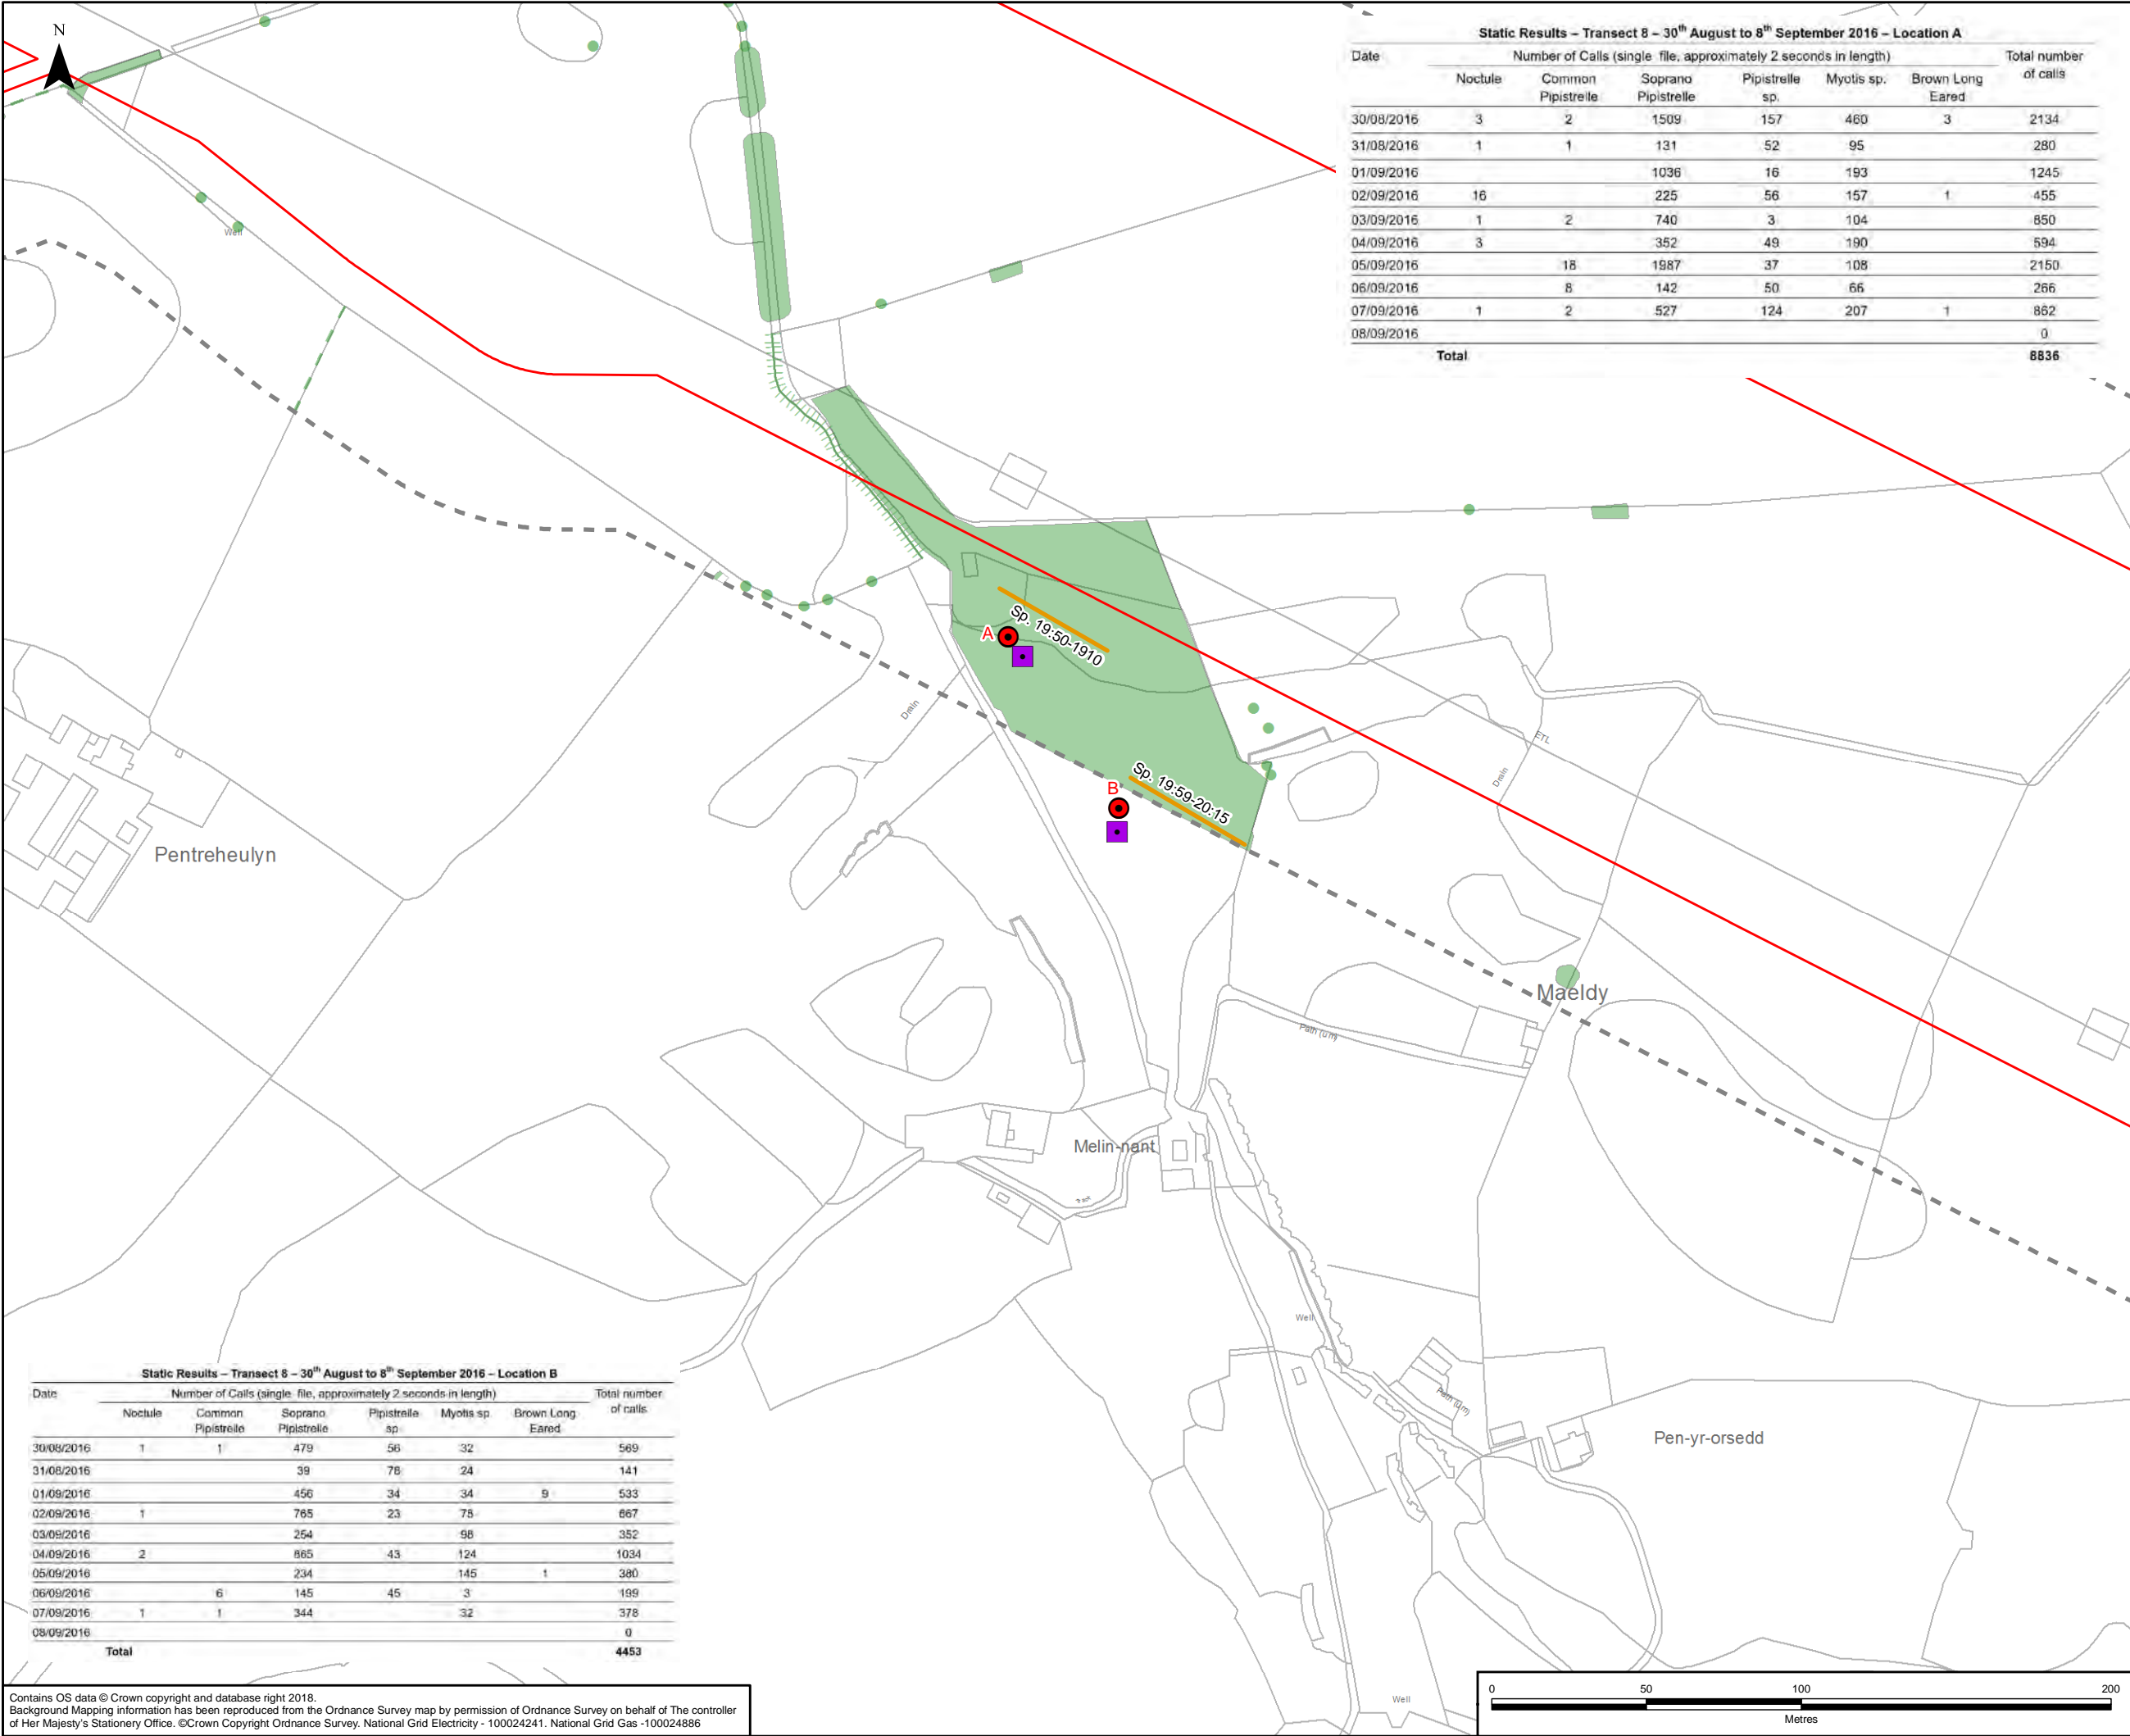 N
Static Results – Transect 8 – 30th August to 8th September 2016 – Location A
Date Number of Calls (single file, approximately 2 seconds in length) Total number of calls
Noctule Common Pipistrelle Soprano Pipistrelle Pipistrelle sp. Myotis sp. Brown Long Eared
30/08/2016 3 2 1509 157 460 3 2134
31/08/2016 1 1 131 52 95 280
01/09/2016 1036 16 193 1245
02/09/2016 16 225 56 157 1 455
03/09/2016 1 2 740 3 104 850
04/09/2016 3 352 49 190 594
05/09/2016 18 1987 37 108 2150
06/09/2016 8 142 50 66 266
07/09/2016 1 2 527 124 207 1 862
08/09/2016 0
Total 8836
Well
Sp. 19:50-1910
A
Drain
ETL
Drain
Sp. 19:59-20:15
B
Pentreheulyn
Maeldy
Path (um)
Melin-nant
Well
Path (um)
Pen-yr-orsedd
Well
Static Results – Transect 8 – 30th August to 8th September 2016 – Location B
Date Number of Calls (single file, approximately 2 seconds in length) Total number of calls
Noctule Common Pipistrelle Soprano Pipistrelle Pipistrelle sp Myotis sp Brown Long Eared
30/08/2016 1 1 479 56 32 569
31/08/2016 39 78 24 141
01/09/2016 456 34 34 9 533
02/09/2016 1 765 23 78 867
03/09/2016 254 98 352
04/09/2016 2 865 43 124 1034
05/09/2016 234 145 1 380
06/09/2016 6 145 45 3 199
07/09/2016 1 1 344 32 378
08/09/2016 0
Total 4453
Contains OS data © Crown copyright and database right 2018.
Background Mapping information has been reproduced from the Ordnance Survey map by permission of Ordnance Survey on behalf of The controller
of Her Majesty's Stationery Office. ©Crown Copyright Ordnance Survey. National Grid Electricity - 100024241. National Grid Gas -100024886
0 50 100 200
Metres